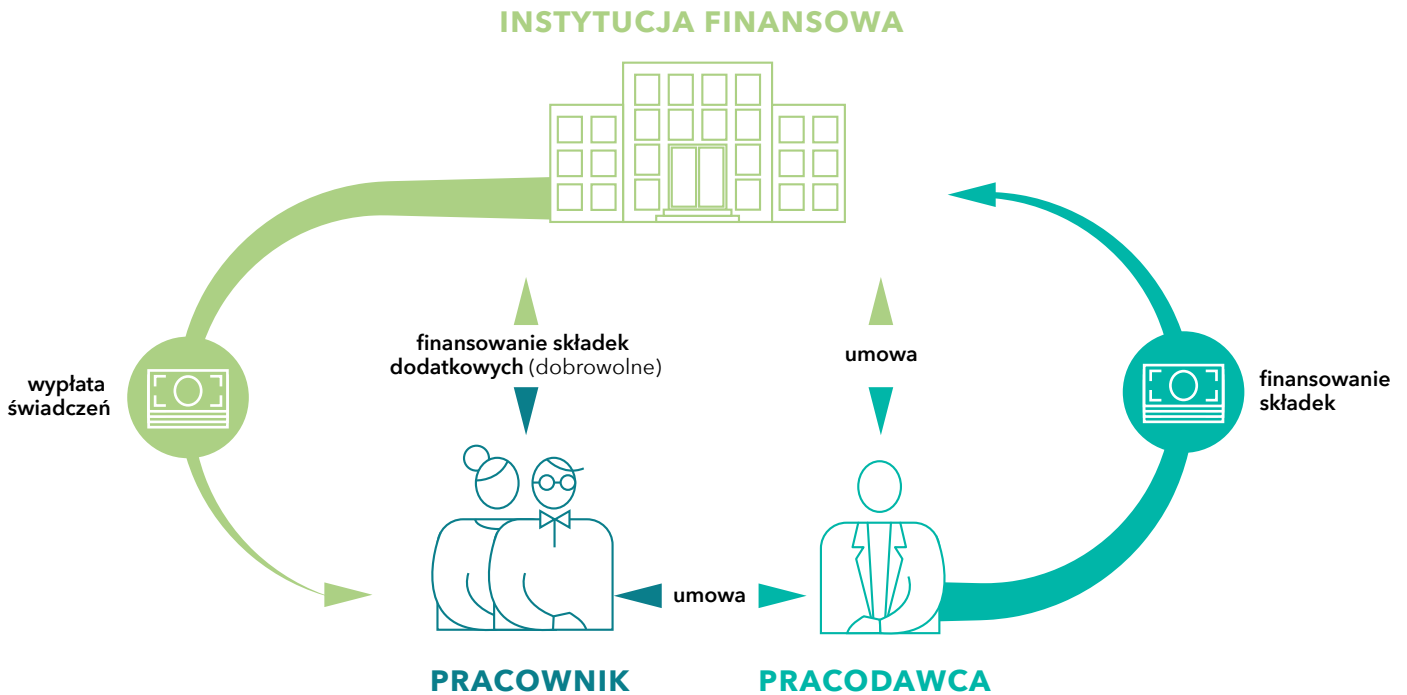 INSTYTUCJA FINANSOWA
finansowanie składek
dodatkowych (dobrowolne)
umowa
wypłata
świadczeń
finansowanie
składek
umowa
PRACOWNIK
PRACODAWCA